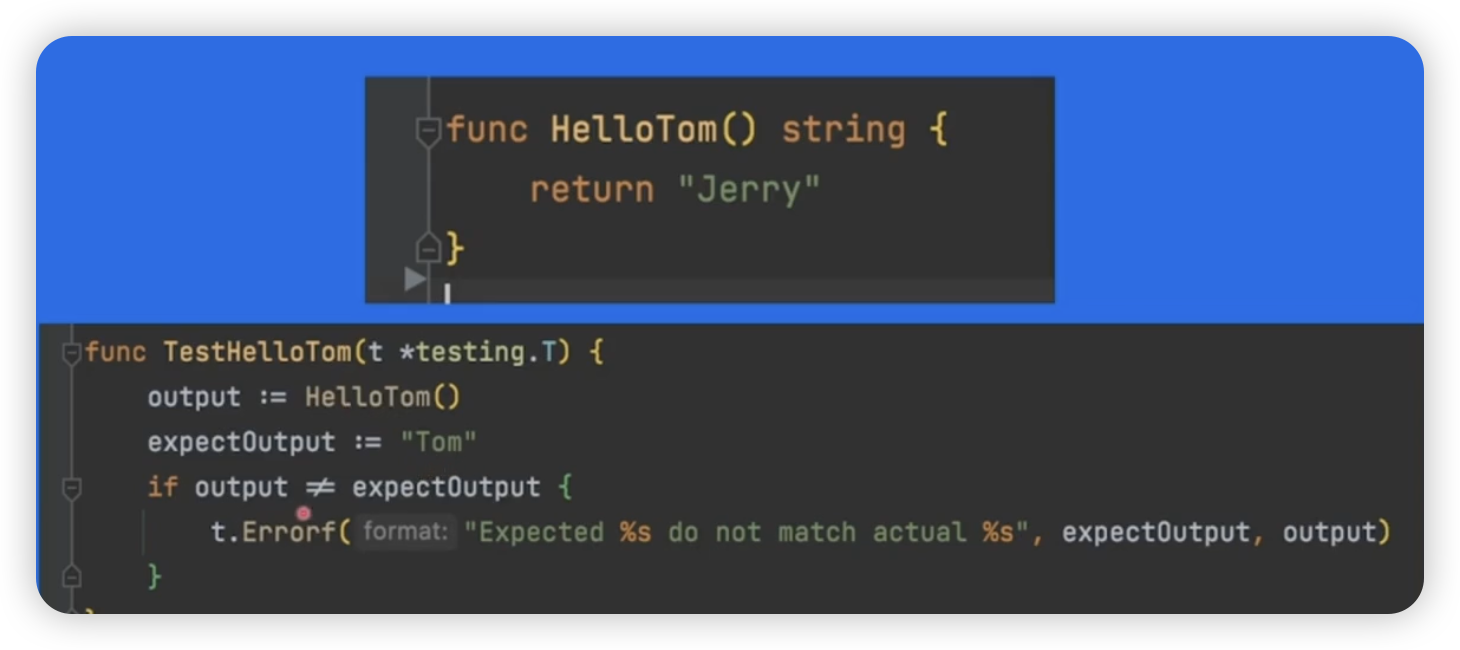 func HelloTom() string {
    return "Jerry"
}
func TestHelloTom(t *testing.T) {
    output := HelloTom()
    expectOutput := "Tom"
    if output != expectOutput {
        t.Errorf( format: "Expected %s do not match actual %s", expectOutput, output)
    }
}